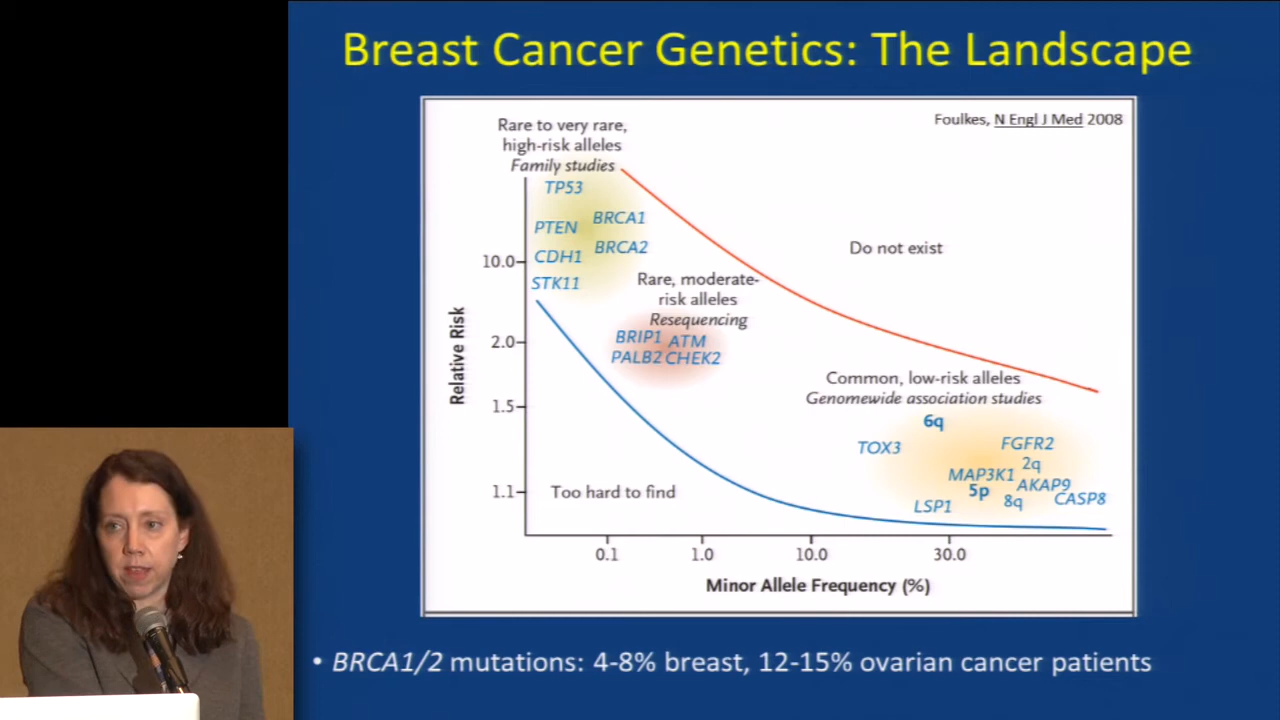 Breast Cancer Genetics: The Landscape
Foulkes, N Engl J Med 2008
Rare to very rare,
high-risk alleles
Family studies
TP53
BRCA1
PTEN
BRCA2
CDH1
STK11
Do not exist
Rare, moderate-
risk alleles
Resequencing
BRIP1 ATM
PALB2 CHEK2
Common, low-risk alleles
Genomewide association studies
6q
TOX3
FGFR2
2q
MAP3K1
AKAP9
5p
8q
CASP8
LSP1
Too hard to find
Relative Risk
10.0
2.0
1.5
1.1
0.1 1.0 10.0 30.0
Minor Allele Frequency (%)
• BRCA1/2 mutations: 4-8% breast, 12-15% ovarian cancer patients